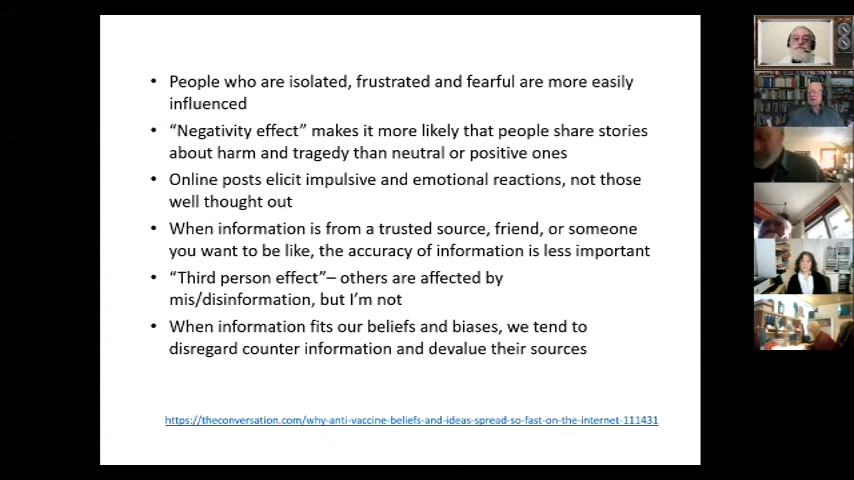 • People who are isolated, frustrated and fearful are more easily
influenced
• “Negativity effect” makes it more likely that people share stories
about harm and tragedy than neutral or positive ones
• Online posts elicit impulsive and emotional reactions, not those
well thought out
• When information is from a trusted source, friend, or someone
you want to be like, the accuracy of information is less important
• “Third person effect”– others are affected by
mis/disinformation, but I’m not
• When information fits our beliefs and biases, we tend to
disregard counter information and devalue their sources
https://theconversation.com/why-anti-vaccine-beliefs-and-ideas-spread-so-fast-on-the-internet-111431